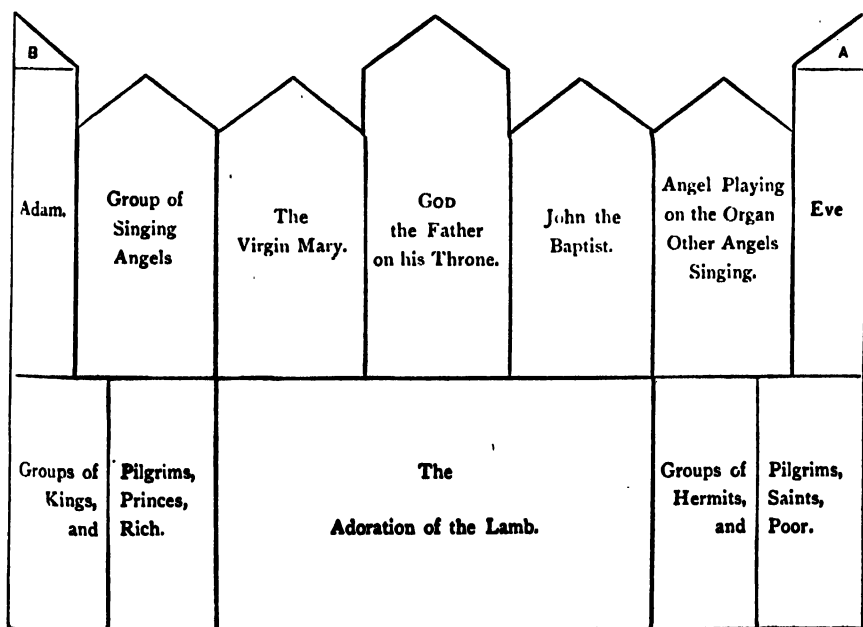 B
A
Adam.
Group of
Singing
Angels
The
Virgin Mary.
GOD
the Father
on his Throne.
John the
Baptist.
Angel Playing
on the Organ
Other Angels
Singing.
Eve
Groups of
Kings,
and
Pilgrims,
Princes,
Rich.
The
Adoration of the Lamb.
Groups of
Hermits,
and
Pilgrims,
Saints,
Poor.